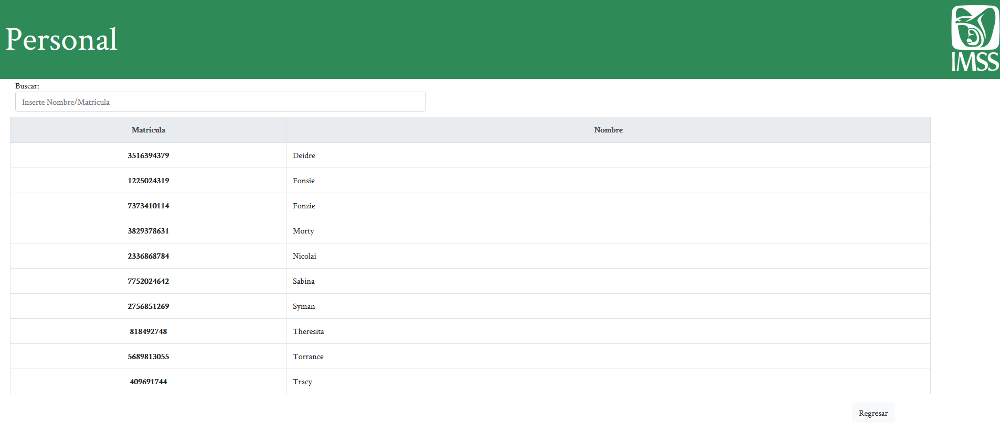 Personal
IMSS
Buscar:
Inserte Nombre/Matrícula
Matrícula Nombre
3516394379 Deidre
1225024319 Fonsie
7373410114 Fonzie
3829378631 Morty
2336868784 Nicolai
7752024642 Sabina
2756851269 Syman
818492748 Theresita
5689813055 Torrance
409691744 Tracy
Regresar